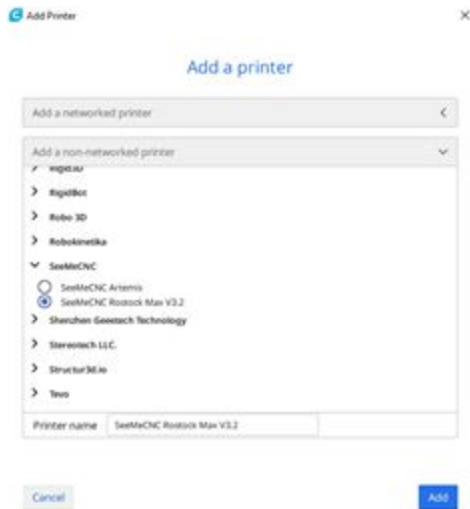 Add Printer
Add a printer
Add a networked printer
Add a non-networked printer
Rigid3D
RigidBot
Robo 3D
Robokinetika
SeeMeCNC
SeeMeCNC Artemis
SeeMeCNC Rostock Max V3.2
Shenzhen Geeetech Technology
Stereotech LLC.
Structur3d.io
Tevo
Printer name SeeMeCNC Rostock Max V3.2
Cancel Add